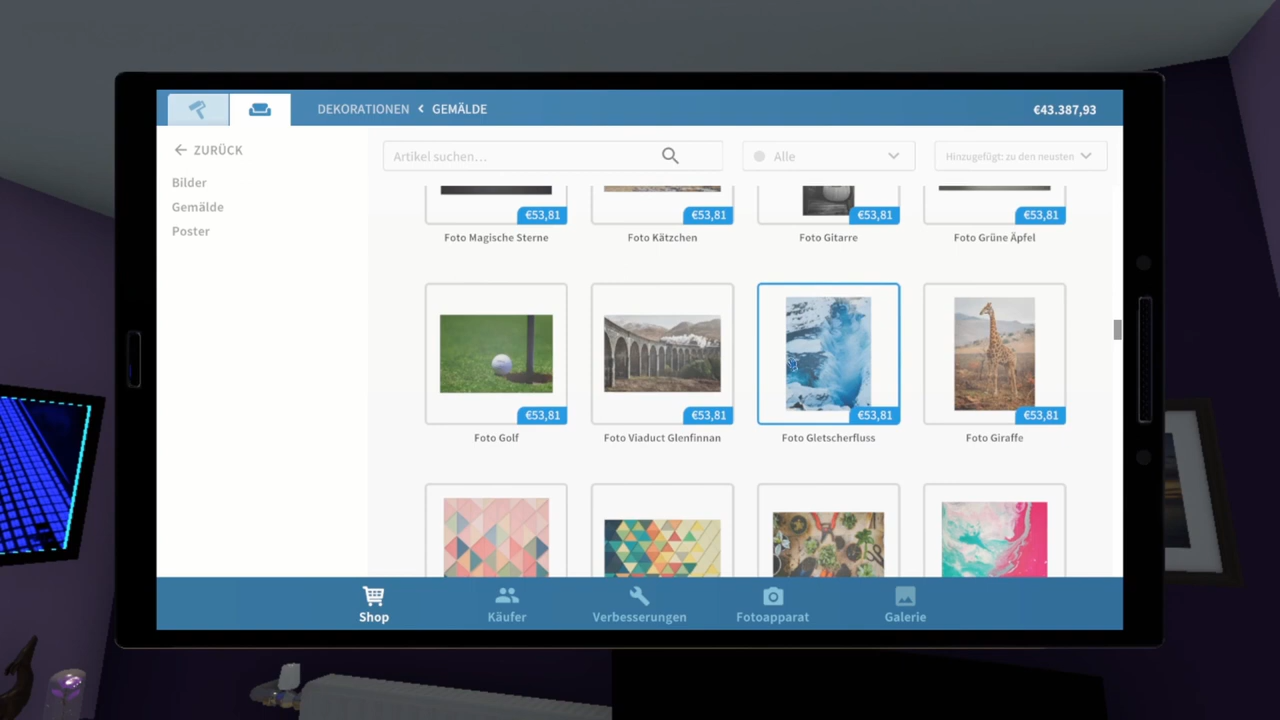 DEKORATIONEN < GEMÄLDE
€43.387,93
ZURÜCK
Bilder
Gemälde
Poster
Artikel suchen...
Alle
Hinzugefügt: zu den neusten
€53,81 €53,81 €53,81 €53,81
Foto Magische Sterne Foto Kätzchen Foto Gitarre Foto Grüne Äpfel
€53,81 €53,81 €53,81 €53,81
Foto Golf Foto Viaduct Glenfinnan Foto Gletscherfluss Foto Giraffe
Shop Käufer Verbesserungen Fotoapparat Galerie